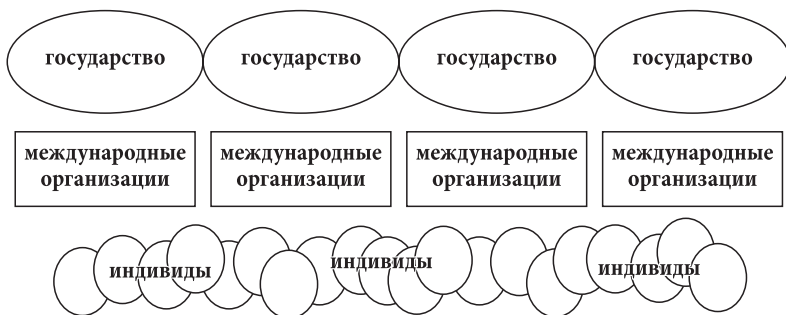 государство государство государство государство
международные международные международные международные
организации организации организации организации
индивиды индивиды индивиды